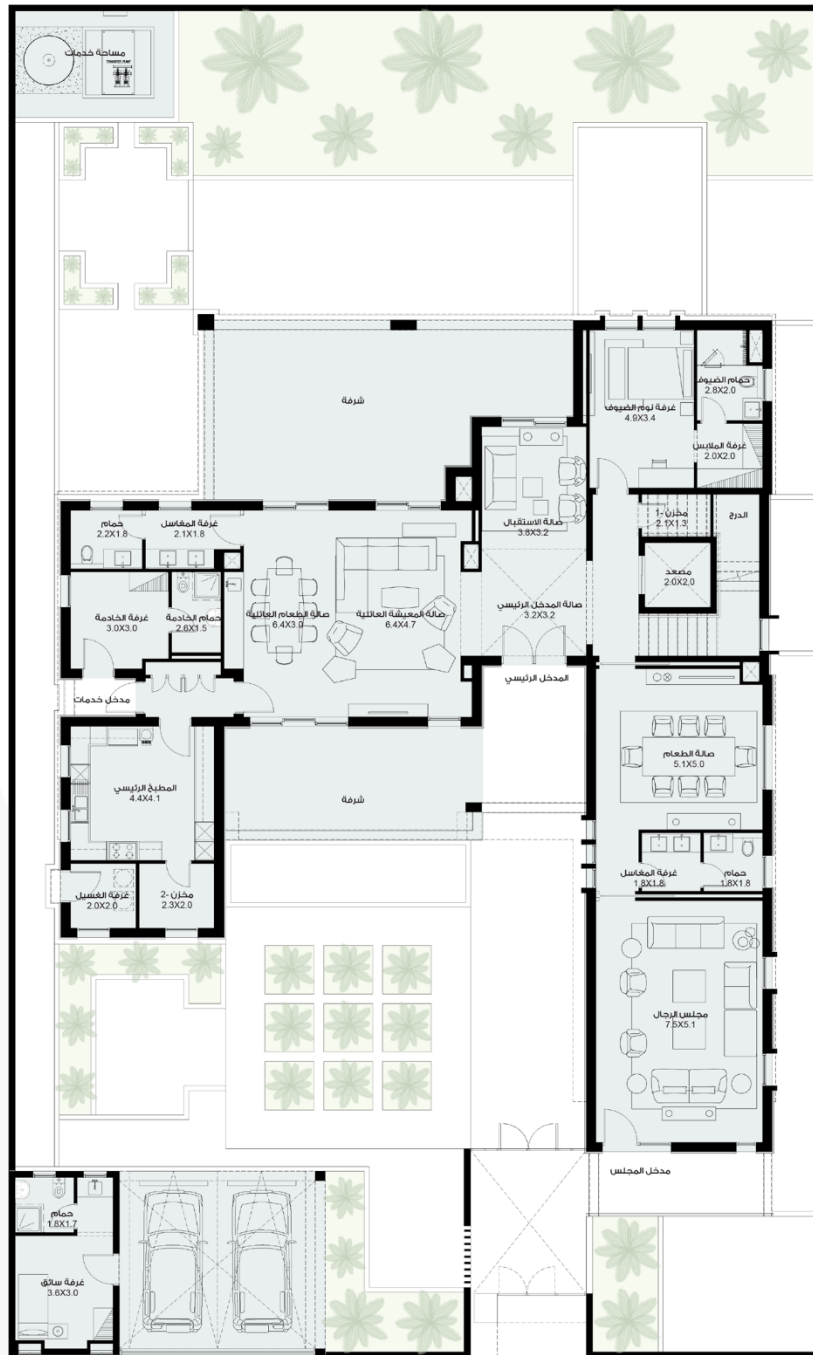 مساحة خدمات
شرفة
غرفة نوم الضيوف
4.9X3.4
حمام الضيوف
2.8X2.0
غرفة الملابس
2.0X2.0
صالة الاستقبال
3.8X3.2
مخزن -1
2.1X1.3
الدرج
مصعد
2.0X2.0
حمام
2.2X1.8
غرفة المغاسل
2.1X1.8
غرفة الخادمة
3.0X3.0
حمام الخادمة
2.6X1.5
صالة الطعام العائلية
6.4X3.0
صالة المعيشة العائلية
6.4X4.7
صالة المدخل الرئيسي
3.2X3.2
المدخل الرئيسي
مدخل خدمات
المطبخ الرئيسي
4.4X4.1
شرفة
صالة الطعام
5.1X5.0
غرفة الغسيل
2.0X2.0
مخزن -2
2.3X2.0
غرفة المغاسل
1.8X1.8
حمام
1.8X1.8
مجلس الرجال
7.5X5.1
مدخل المجلس
حمام
1.8X1.7
غرفة سائق
3.6X3.0